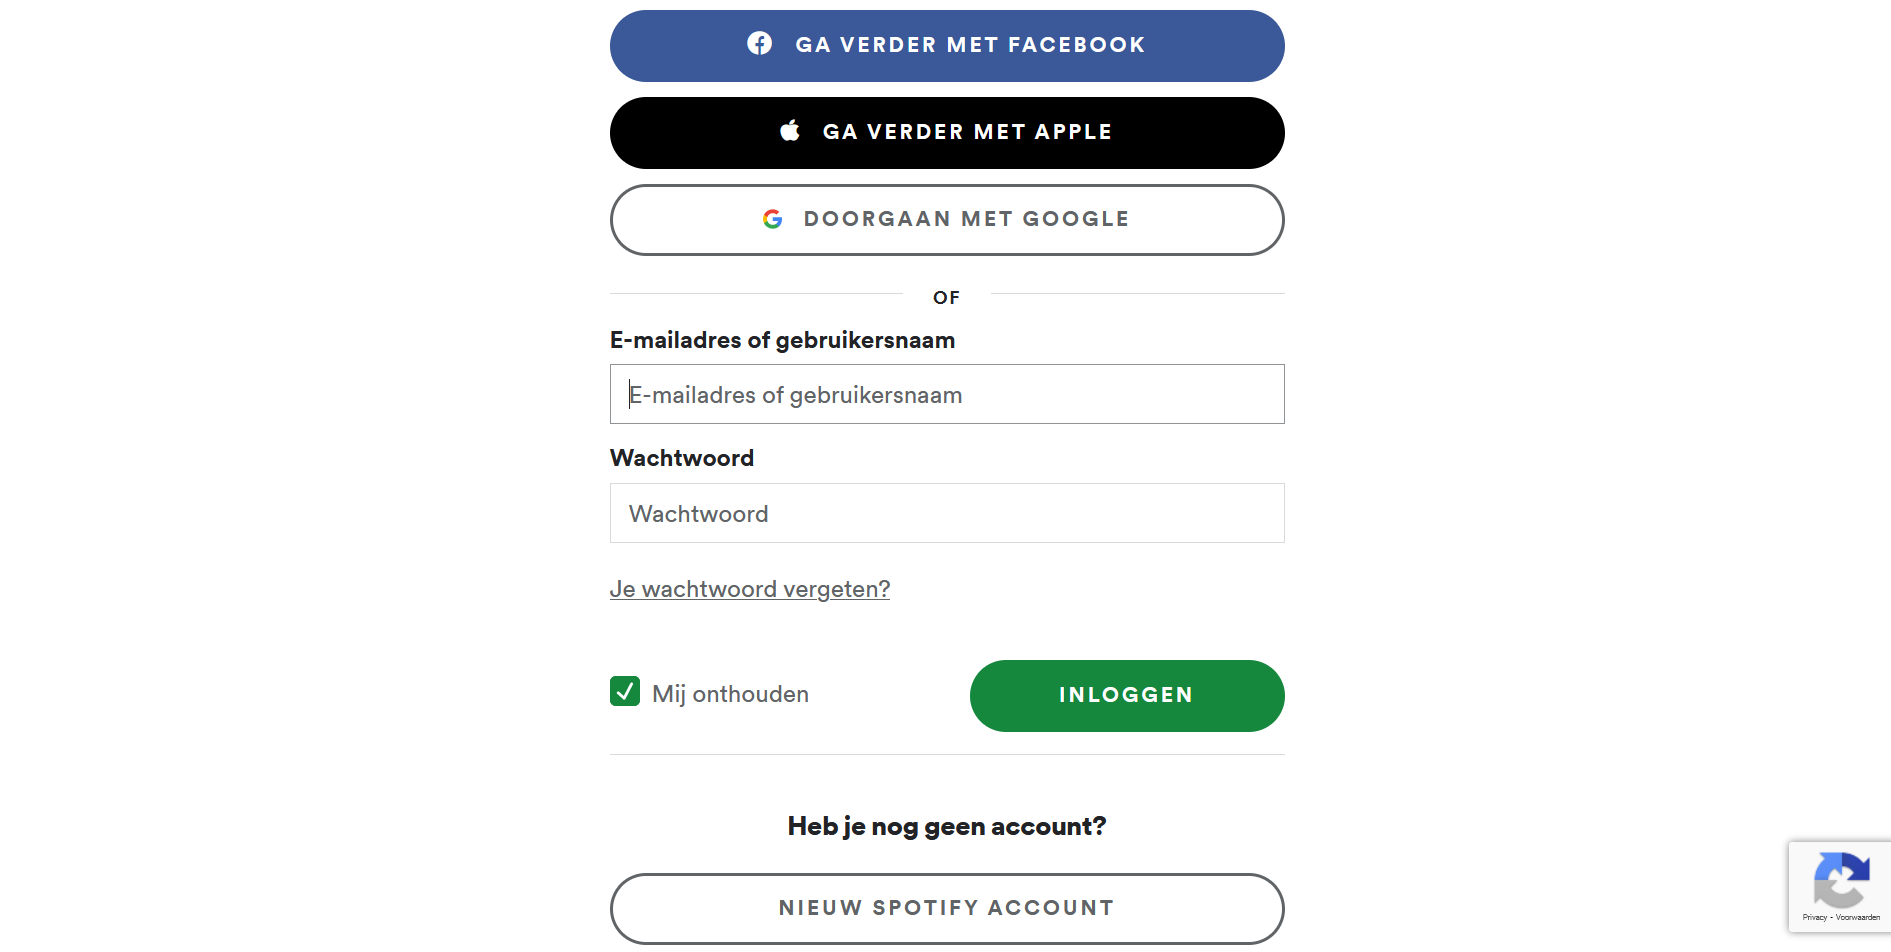 GA VERDER MET FACEBOOK
GA VERDER MET APPLE
DOORGAAN MET GOOGLE
OF
E-mailadres of gebruikersnaam
E-mailadres of gebruikersnaam
Wachtwoord
Wachtwoord
Je wachtwoord vergeten?
Mij onthouden
INLOGGEN
Heb je nog geen account?
NIEUW SPOTIFY ACCOUNT
Privacy - Voorwaarden